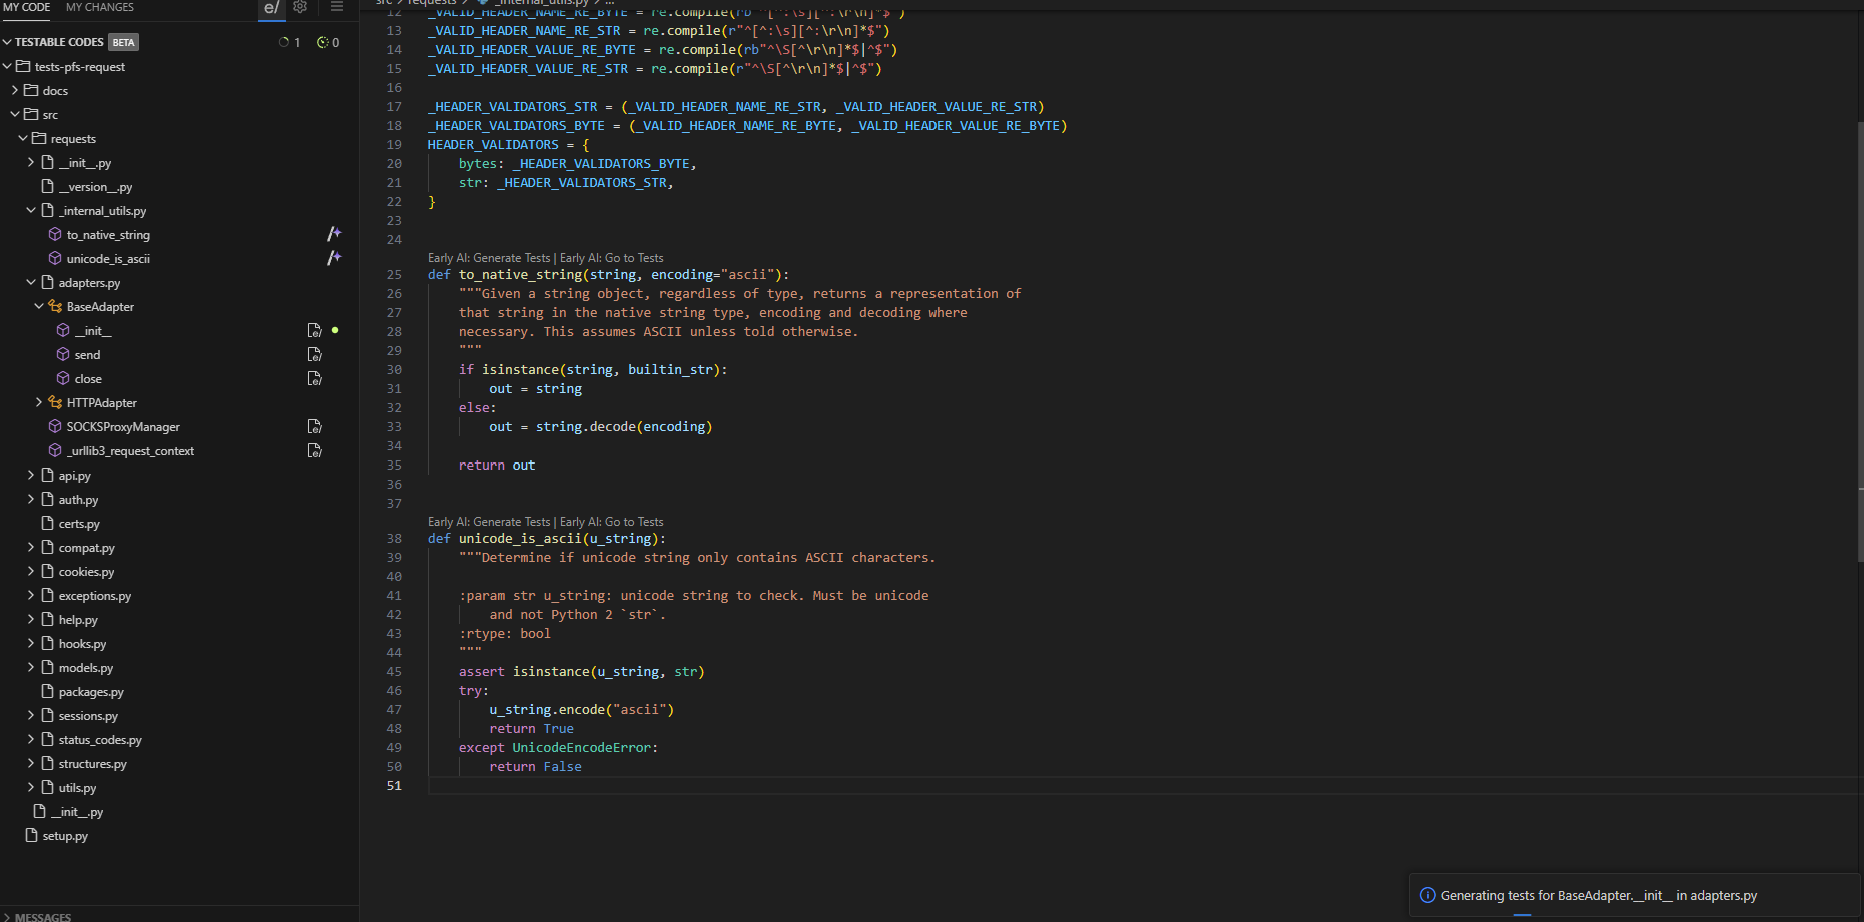 MY CODE
MY CHANGES
e/
TESTABLE CODES BETA
1
0
tests-pfs-request
docs
src
requests
__init__.py
__version__.py
_internal_utils.py
to_native_string
unicode_is_ascii
adapters.py
BaseAdapter
__init__
send
close
HTTPAdapter
SOCKSProxyManager
_urllib3_request_context
api.py
auth.py
certs.py
compat.py
cookies.py
exceptions.py
help.py
hooks.py
models.py
packages.py
sessions.py
status_codes.py
structures.py
utils.py
__init__.py
setup.py
MESSAGES
src > requests > _internal_utils.py > ...
12 _VALID_HEADER_NAME_RE_BYTE = re.compile(rb"^[^:\s][^:\r\n]*$")
13 _VALID_HEADER_NAME_RE_STR = re.compile(r"^[^:\s][^:\r\n]*$")
14 _VALID_HEADER_VALUE_RE_BYTE = re.compile(rb"^\S[^\r\n]*$|^$")
15 _VALID_HEADER_VALUE_RE_STR = re.compile(r"^\S[^\r\n]*$|^$")
16
17 _HEADER_VALIDATORS_STR = (_VALID_HEADER_NAME_RE_STR, _VALID_HEADER_VALUE_RE_STR)
18 _HEADER_VALIDATORS_BYTE = (_VALID_HEADER_NAME_RE_BYTE, _VALID_HEADER_VALUE_RE_BYTE)
19 HEADER_VALIDATORS = {
20     bytes: _HEADER_VALIDATORS_BYTE,
21     str: _HEADER_VALIDATORS_STR,
22 }
23
24
Early AI: Generate Tests | Early AI: Go to Tests
25 def to_native_string(string, encoding="ascii"):
26     """Given a string object, regardless of type, returns a representation of
27     that string in the native string type, encoding and decoding where
28     necessary. This assumes ASCII unless told otherwise.
29     """
30     if isinstance(string, builtin_str):
31         out = string
32     else:
33         out = string.decode(encoding)
34
35     return out
36
37
Early AI: Generate Tests | Early AI: Go to Tests
38 def unicode_is_ascii(u_string):
39     """Determine if unicode string only contains ASCII characters.
40
41     :param str u_string: unicode string to check. Must be unicode
42         and not Python 2 `str`.
43     :rtype: bool
44     """
45     assert isinstance(u_string, str)
46     try:
47         u_string.encode("ascii")
48         return True
49     except UnicodeEncodeError:
50         return False
51
Generating tests for BaseAdapter.__init__ in adapters.py